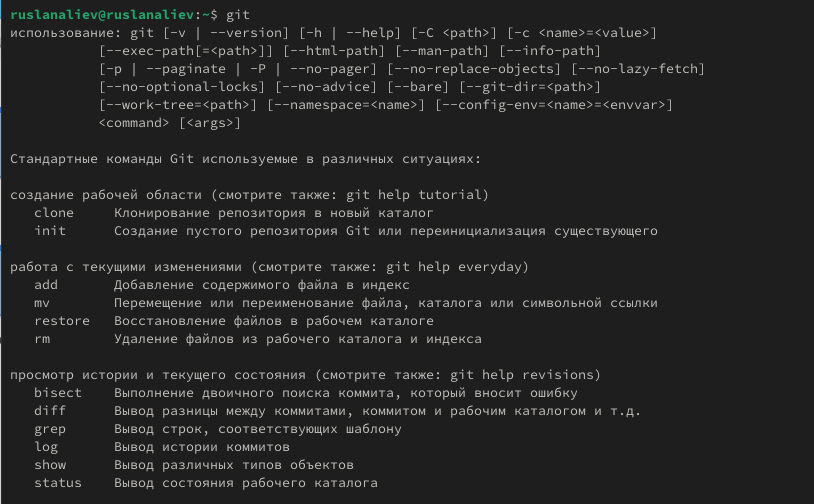 ruslanaliev@ruslanaliev:~$ git
использование: git [-v | --version] [-h | --help] [-C <path>] [-c <name>=<value>]
           [--exec-path[=<path>]] [--html-path] [--man-path] [--info-path]
           [-p | --paginate | -P | --no-pager] [--no-replace-objects] [--no-lazy-fetch]
           [--no-optional-locks] [--no-advice] [--bare] [--git-dir=<path>]
           [--work-tree=<path>] [--namespace=<name>] [--config-env=<name>=<envvar>]
           <command> [<args>]

Стандартные команды Git используемые в различных ситуациях:

создание рабочей области (смотрите также: git help tutorial)
   clone     Клонирование репозитория в новый каталог
   init      Создание пустого репозитория Git или переинициализация существующего

работа с текущими изменениями (смотрите также: git help everyday)
   add       Добавление содержимого файла в индекс
   mv        Перемещение или переименование файла, каталога или символьной ссылки
   restore   Восстановление файлов в рабочем каталоге
   rm        Удаление файлов из рабочего каталога и индекса

просмотр истории и текущего состояния (смотрите также: git help revisions)
   bisect    Выполнение двоичного поиска коммита, который вносит ошибку
   diff      Вывод разницы между коммитами, коммитом и рабочим каталогом и т.д.
   grep      Вывод строк, соответствующих шаблону
   log       Вывод истории коммитов
   show      Вывод различных типов объектов
   status    Вывод состояния рабочего каталога